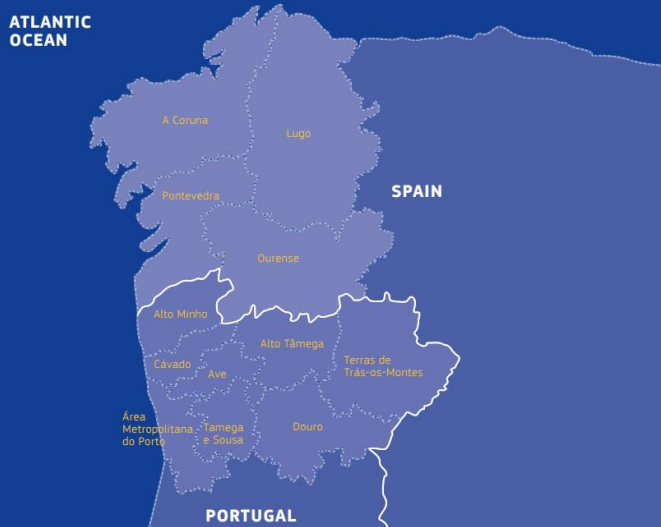 ATLANTIC
OCEAN
A Coruna
Lugo
Pontevedra
SPAIN
Ourense
Alto Minho
Alto Tâmega
Cávado
Ave
Terras de
Trás-os-Montes
Área
Metropolitana
do Porto
Tamega
e Sousa
Douro
PORTUGAL